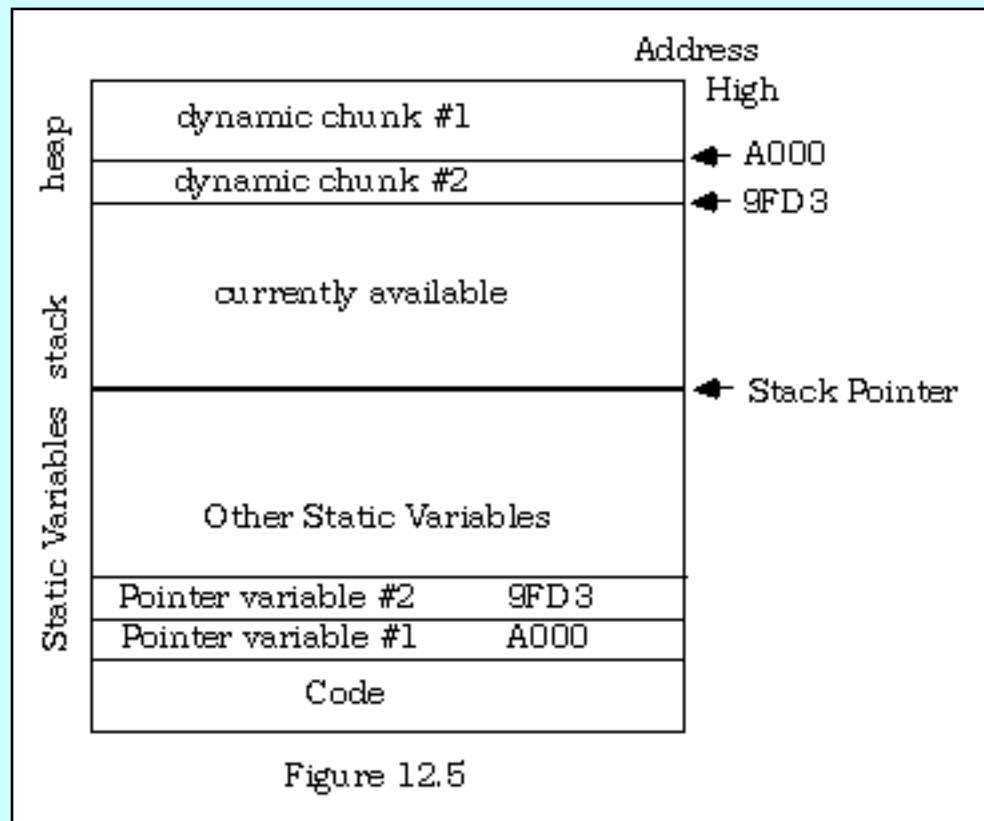 Address
High
heap
dynamic chunk #1
A000
dynamic chunk #2
9FD3
currently available
stack
Stack Pointer
Static Variables
Other Static Variables
Pointer variable #2 9FD3
Pointer variable #1 A000
Code
Figure 12.5